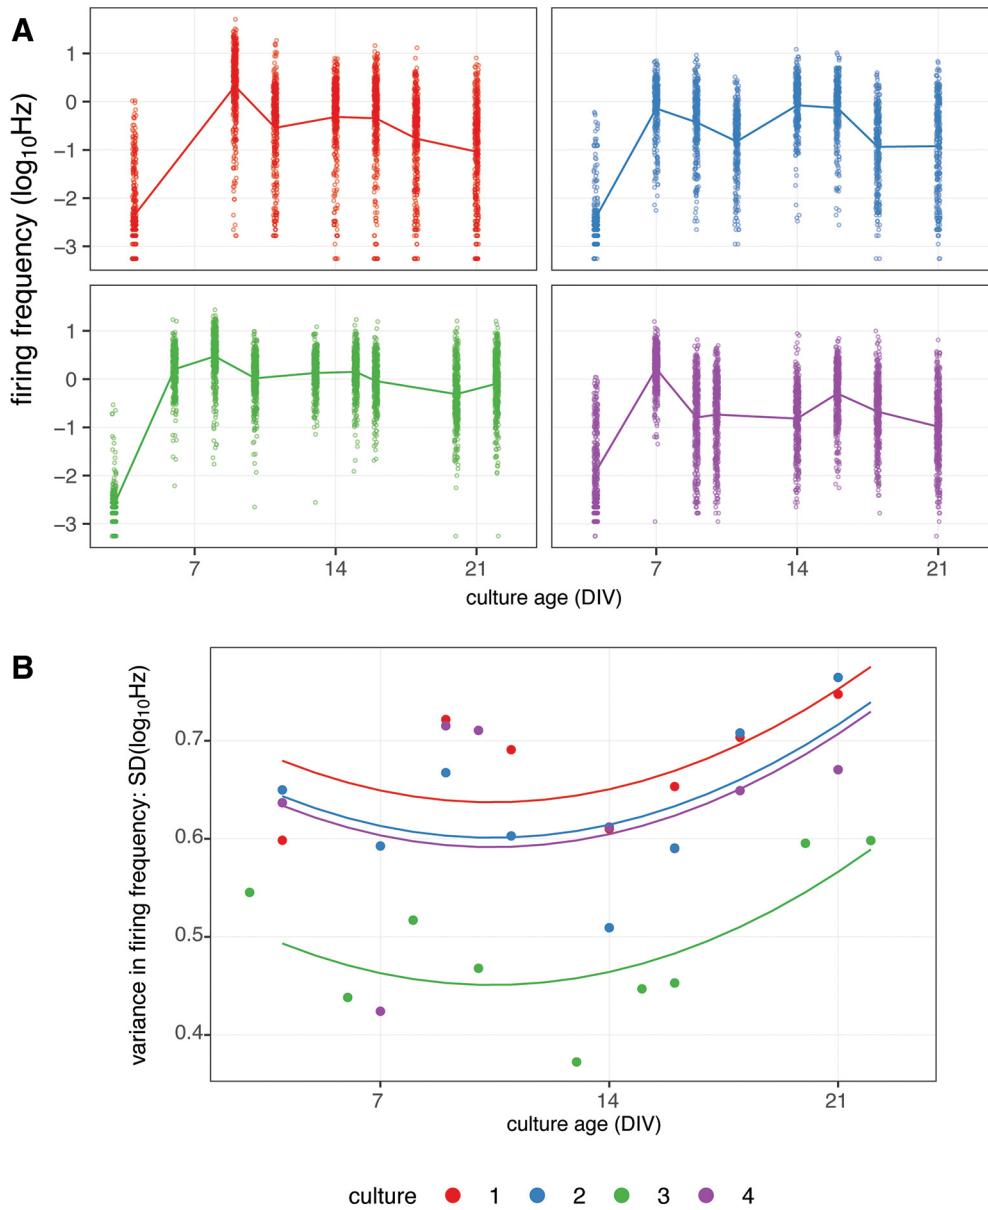 A
firing frequency (log10Hz)
1
0
−1
−2
−3
1
0
−1
−2
−3
7 14 21
7 14 21
culture age (DIV)
B
variance in firing frequency: SD(log10Hz)
0.7
0.6
0.5
0.4
7 14 21
culture age (DIV)
culture 1 2 3 4